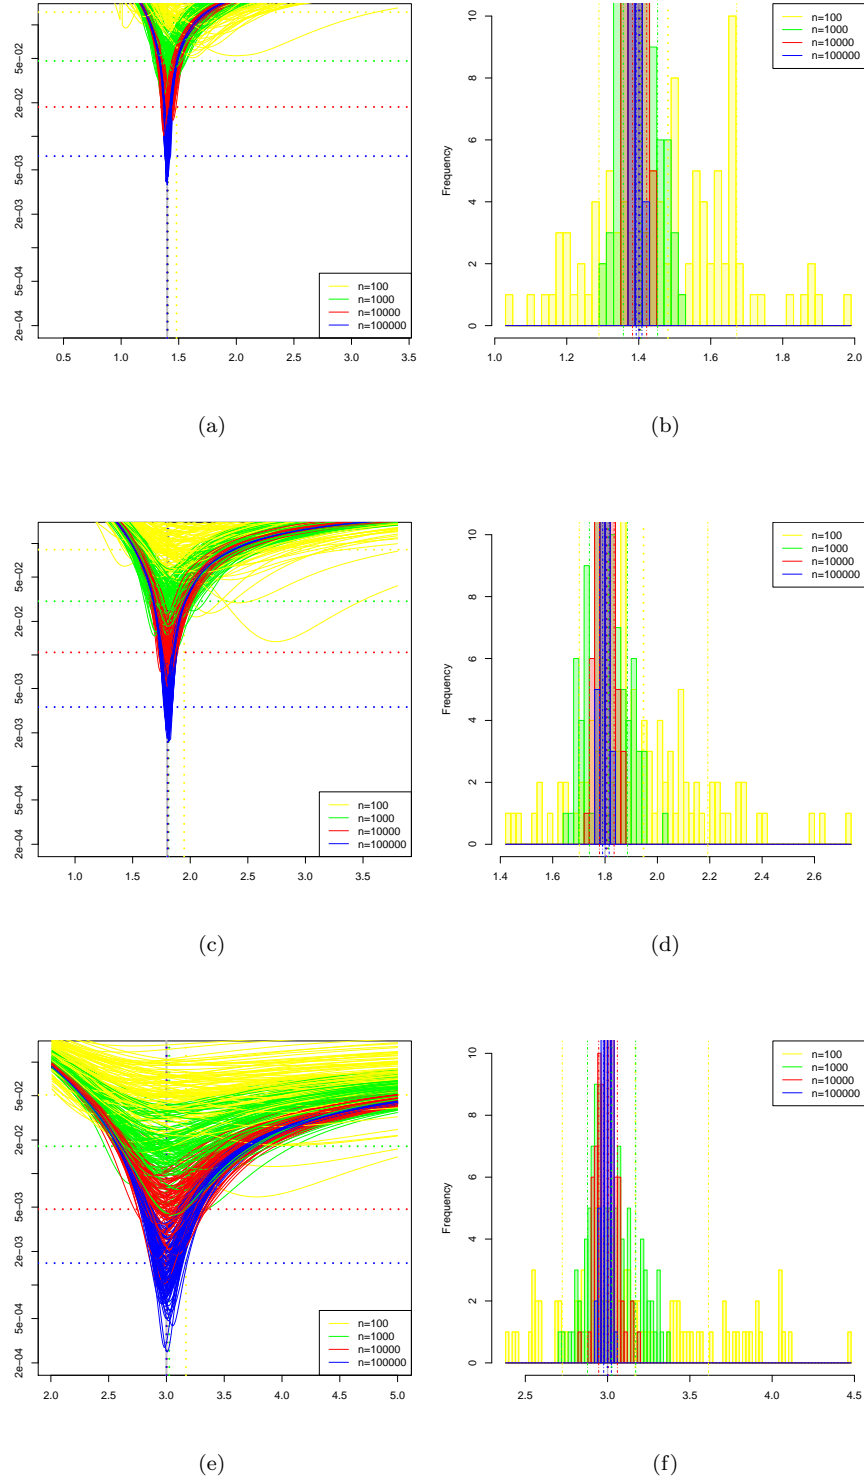 5e-02
2e-02
5e-03
2e-03
5e-04
2e-04
0.5 1.0 1.5 2.0 2.5 3.0 3.5
n=100
n=1000
n=10000
n=100000
(a)
Frequency
10
8
6
4
2
0
1.0 1.2 1.4 1.6 1.8 2.0
n=100
n=1000
n=10000
n=100000
(b)
5e-02
2e-02
5e-03
2e-03
5e-04
2e-04
1.0 1.5 2.0 2.5 3.0 3.5
n=100
n=1000
n=10000
n=100000
(c)
Frequency
10
8
6
4
2
0
1.4 1.6 1.8 2.0 2.2 2.4 2.6
n=100
n=1000
n=10000
n=100000
(d)
5e-02
2e-02
5e-03
2e-03
5e-04
2e-04
2.0 2.5 3.0 3.5 4.0 4.5 5.0
n=100
n=1000
n=10000
n=100000
(e)
Frequency
10
8
6
4
2
0
2.5 3.0 3.5 4.0 4.5
n=100
n=1000
n=10000
n=100000
(f)